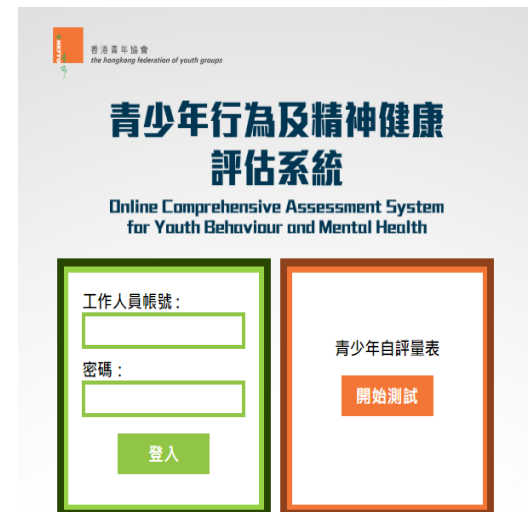 HKFYG
香港青年協會
the hongkong federation of youth groups
青少年行為及精神健康
評估系統
Online Comprehensive Assessment System
for Youth Behaviour and Mental Health
工作人員帳號：
密碼：
登入
青少年自評量表
開始測試